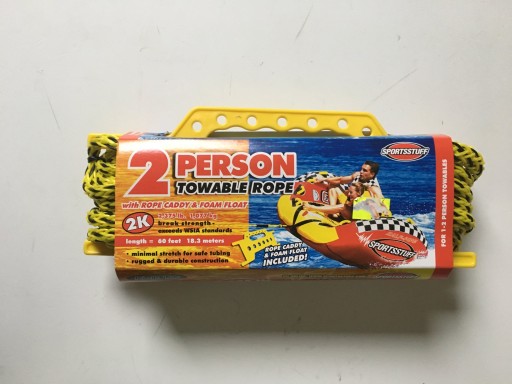 2 PERSON
TOWABLE ROPE
with ROPE CADDY & FOAM FLOAT
2K
break strength-
exceeds WSIA standards
length = 60 feet 18.3 meters
• minimal stretch for safe tubing
• rugged & durable construction
ROPE CADDY
& FOAM FLOAT
INCLUDED!
SPORTSSTUFF
SPORTSSTUFF
FOR 1-2 PERSON TOWABLES